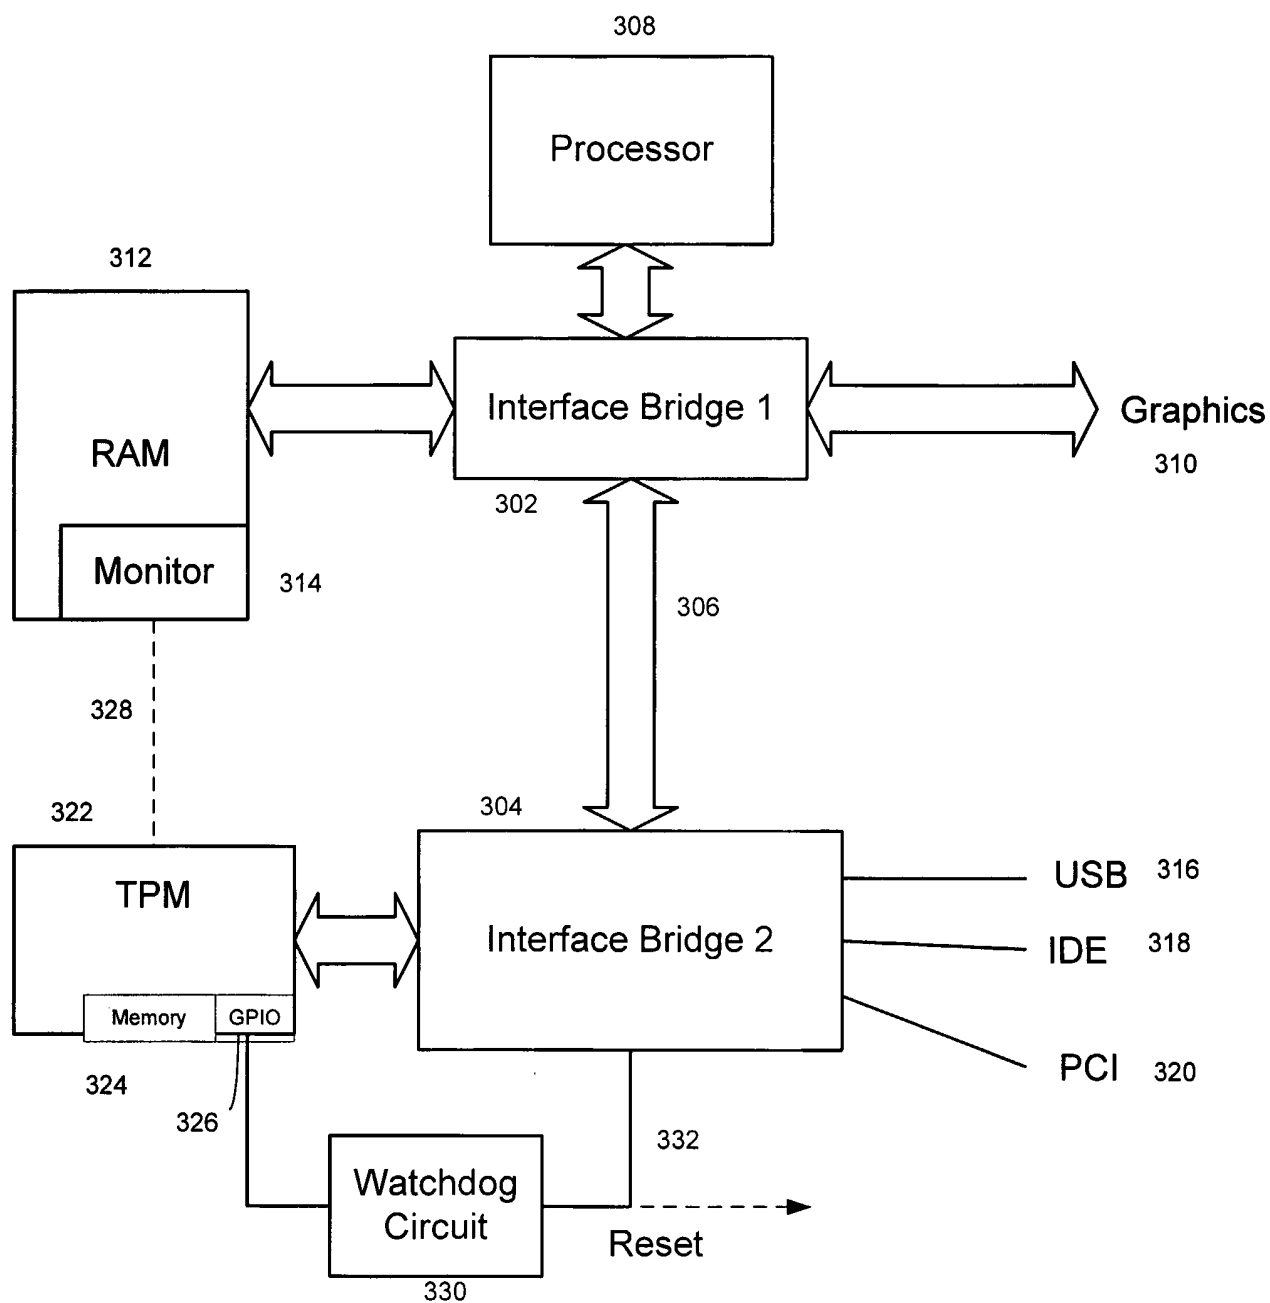 308
Processor
312
RAM
Monitor
314
Interface Bridge 1
302
Graphics
310
306
328
322
304
TPM
Memory
GPIO
324
326
Interface Bridge 2
USB 316
IDE 318
PCI 320
332
Watchdog
Circuit
330
Reset